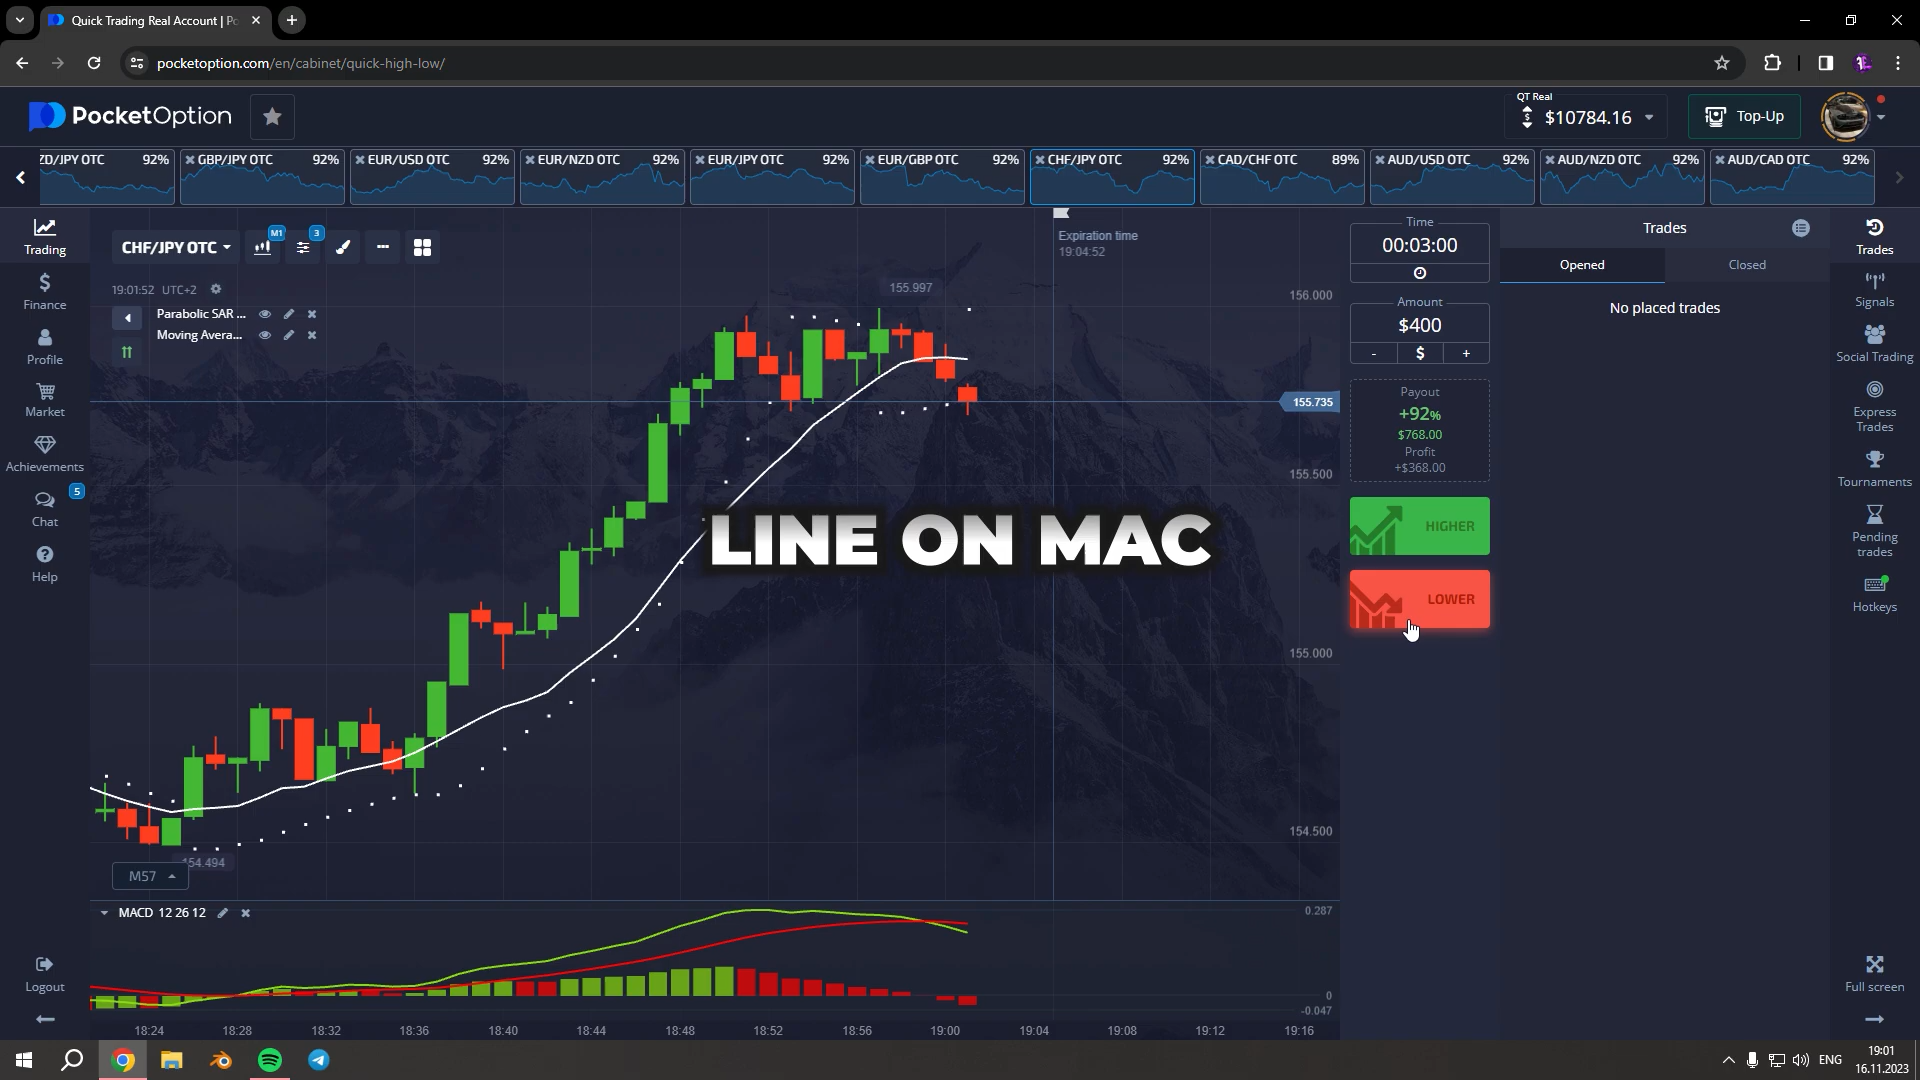 Quick Trading Real Account | Po
pocketoption.com/en/cabinet/quick-high-low/
PocketOption
QT Real
$10784.16
Top-Up
ZD/JPY OTC 92%
GBP/JPY OTC 92%
EUR/USD OTC 92%
EUR/NZD OTC 92%
EUR/JPY OTC 92%
EUR/GBP OTC 92%
CHF/JPY OTC 92%
CAD/CHF OTC 89%
AUD/USD OTC 92%
AUD/NZD OTC 92%
AUD/CAD OTC 92%
Trading
Finance
Profile
Market
Achievements
5
Chat
Help
Logout
CHF/JPY OTC
M1
3
19:01:52 UTC+2
Parabolic SAR ...
Moving Avera...
Expiration time
19:04:52
155.997
156.000
155.735
155.500
155.000
154.500
154.494
LINE ON MAC
M57
MACD 12 26 12
0.287
0
-0.047
18:24 18:28 18:32 18:36 18:40 18:44 18:48 18:52 18:56 19:00 19:04 19:08 19:12 19:16
Time
00:03:00
Amount
$400
- $ +
Payout
+92%
$768.00
Profit
+$368.00
HIGHER
LOWER
Trades
Opened
Closed
No placed trades
Trades
Signals
Social Trading
Express
Trades
Tournaments
Pending
trades
Hotkeys
Full screen
ENG
19:01
16.11.2023